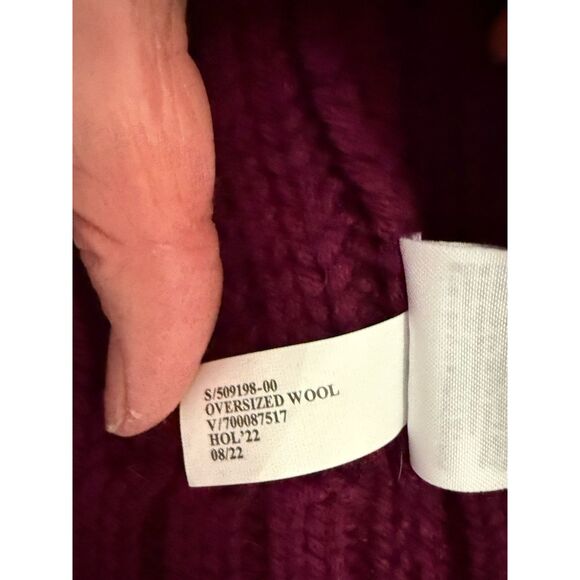 S/509198-00
OVERSIZED WOOL
V/700087517
HOL'22
08/22